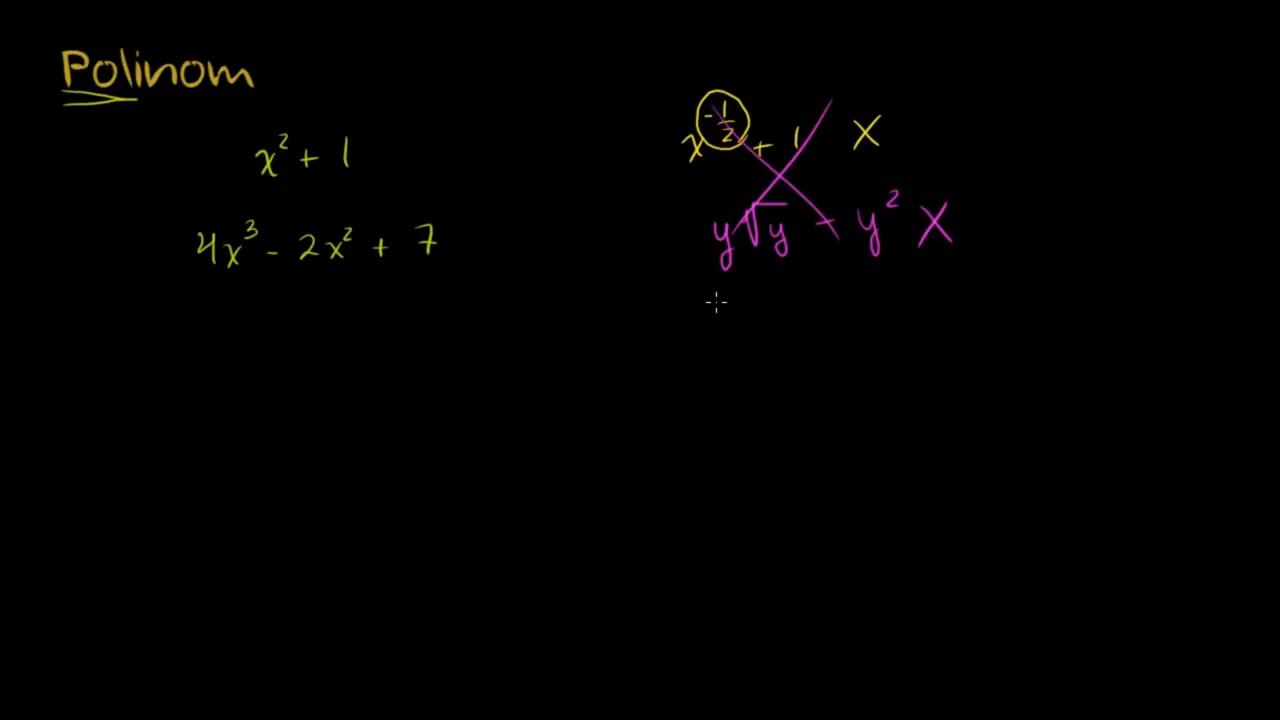 Polinom
x² + 1
4x³ - 2x² + 7
x^(-1/2) + 1 X
y√y - y² X